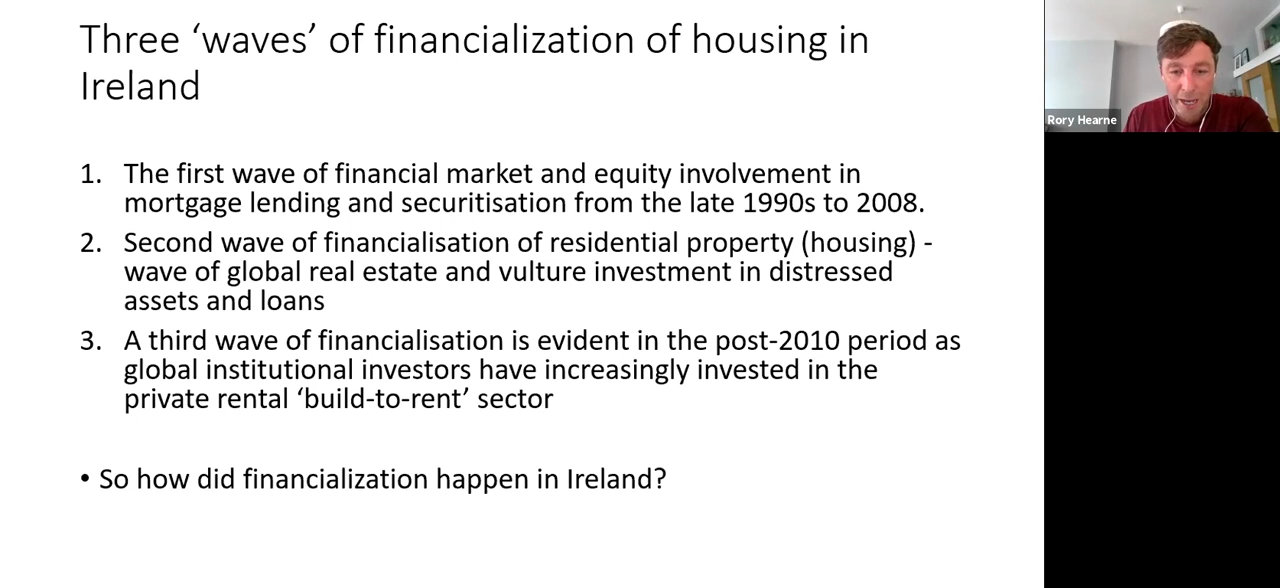 Three ‘waves’ of financialization of housing in
Ireland
1. The first wave of financial market and equity involvement in
mortgage lending and securitisation from the late 1990s to 2008.
2. Second wave of financialisation of residential property (housing) -
wave of global real estate and vulture investment in distressed
assets and loans
3. A third wave of financialisation is evident in the post-2010 period as
global institutional investors have increasingly invested in the
private rental ‘build-to-rent’ sector
• So how did financialization happen in Ireland?
Rory Hearne